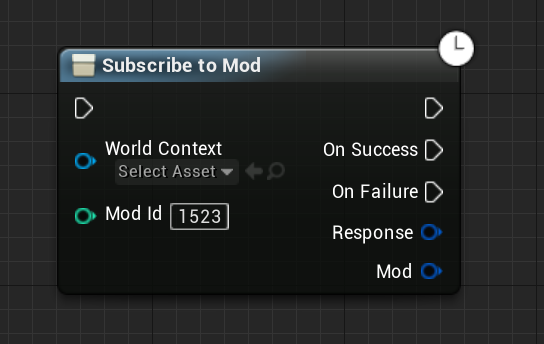 Subscribe to Mod
World Context
Select Asset
On Success
Mod Id 1523
On Failure
Response
Mod